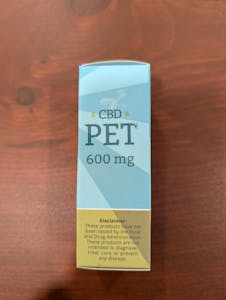 CBD
PET
600 mg
Disclaimer:
These products have not
been tested by the Food
and Drug Administration.
These products are not
intended to diagnose
treat, cure, or prevent
any disease.